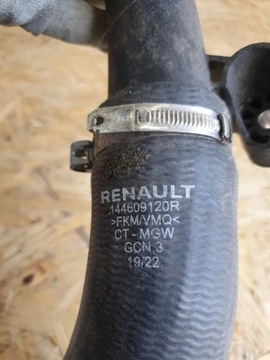 RENAULT
144609120R
>FKM/VMQ<
CT - MGW
GCN 3
19/22